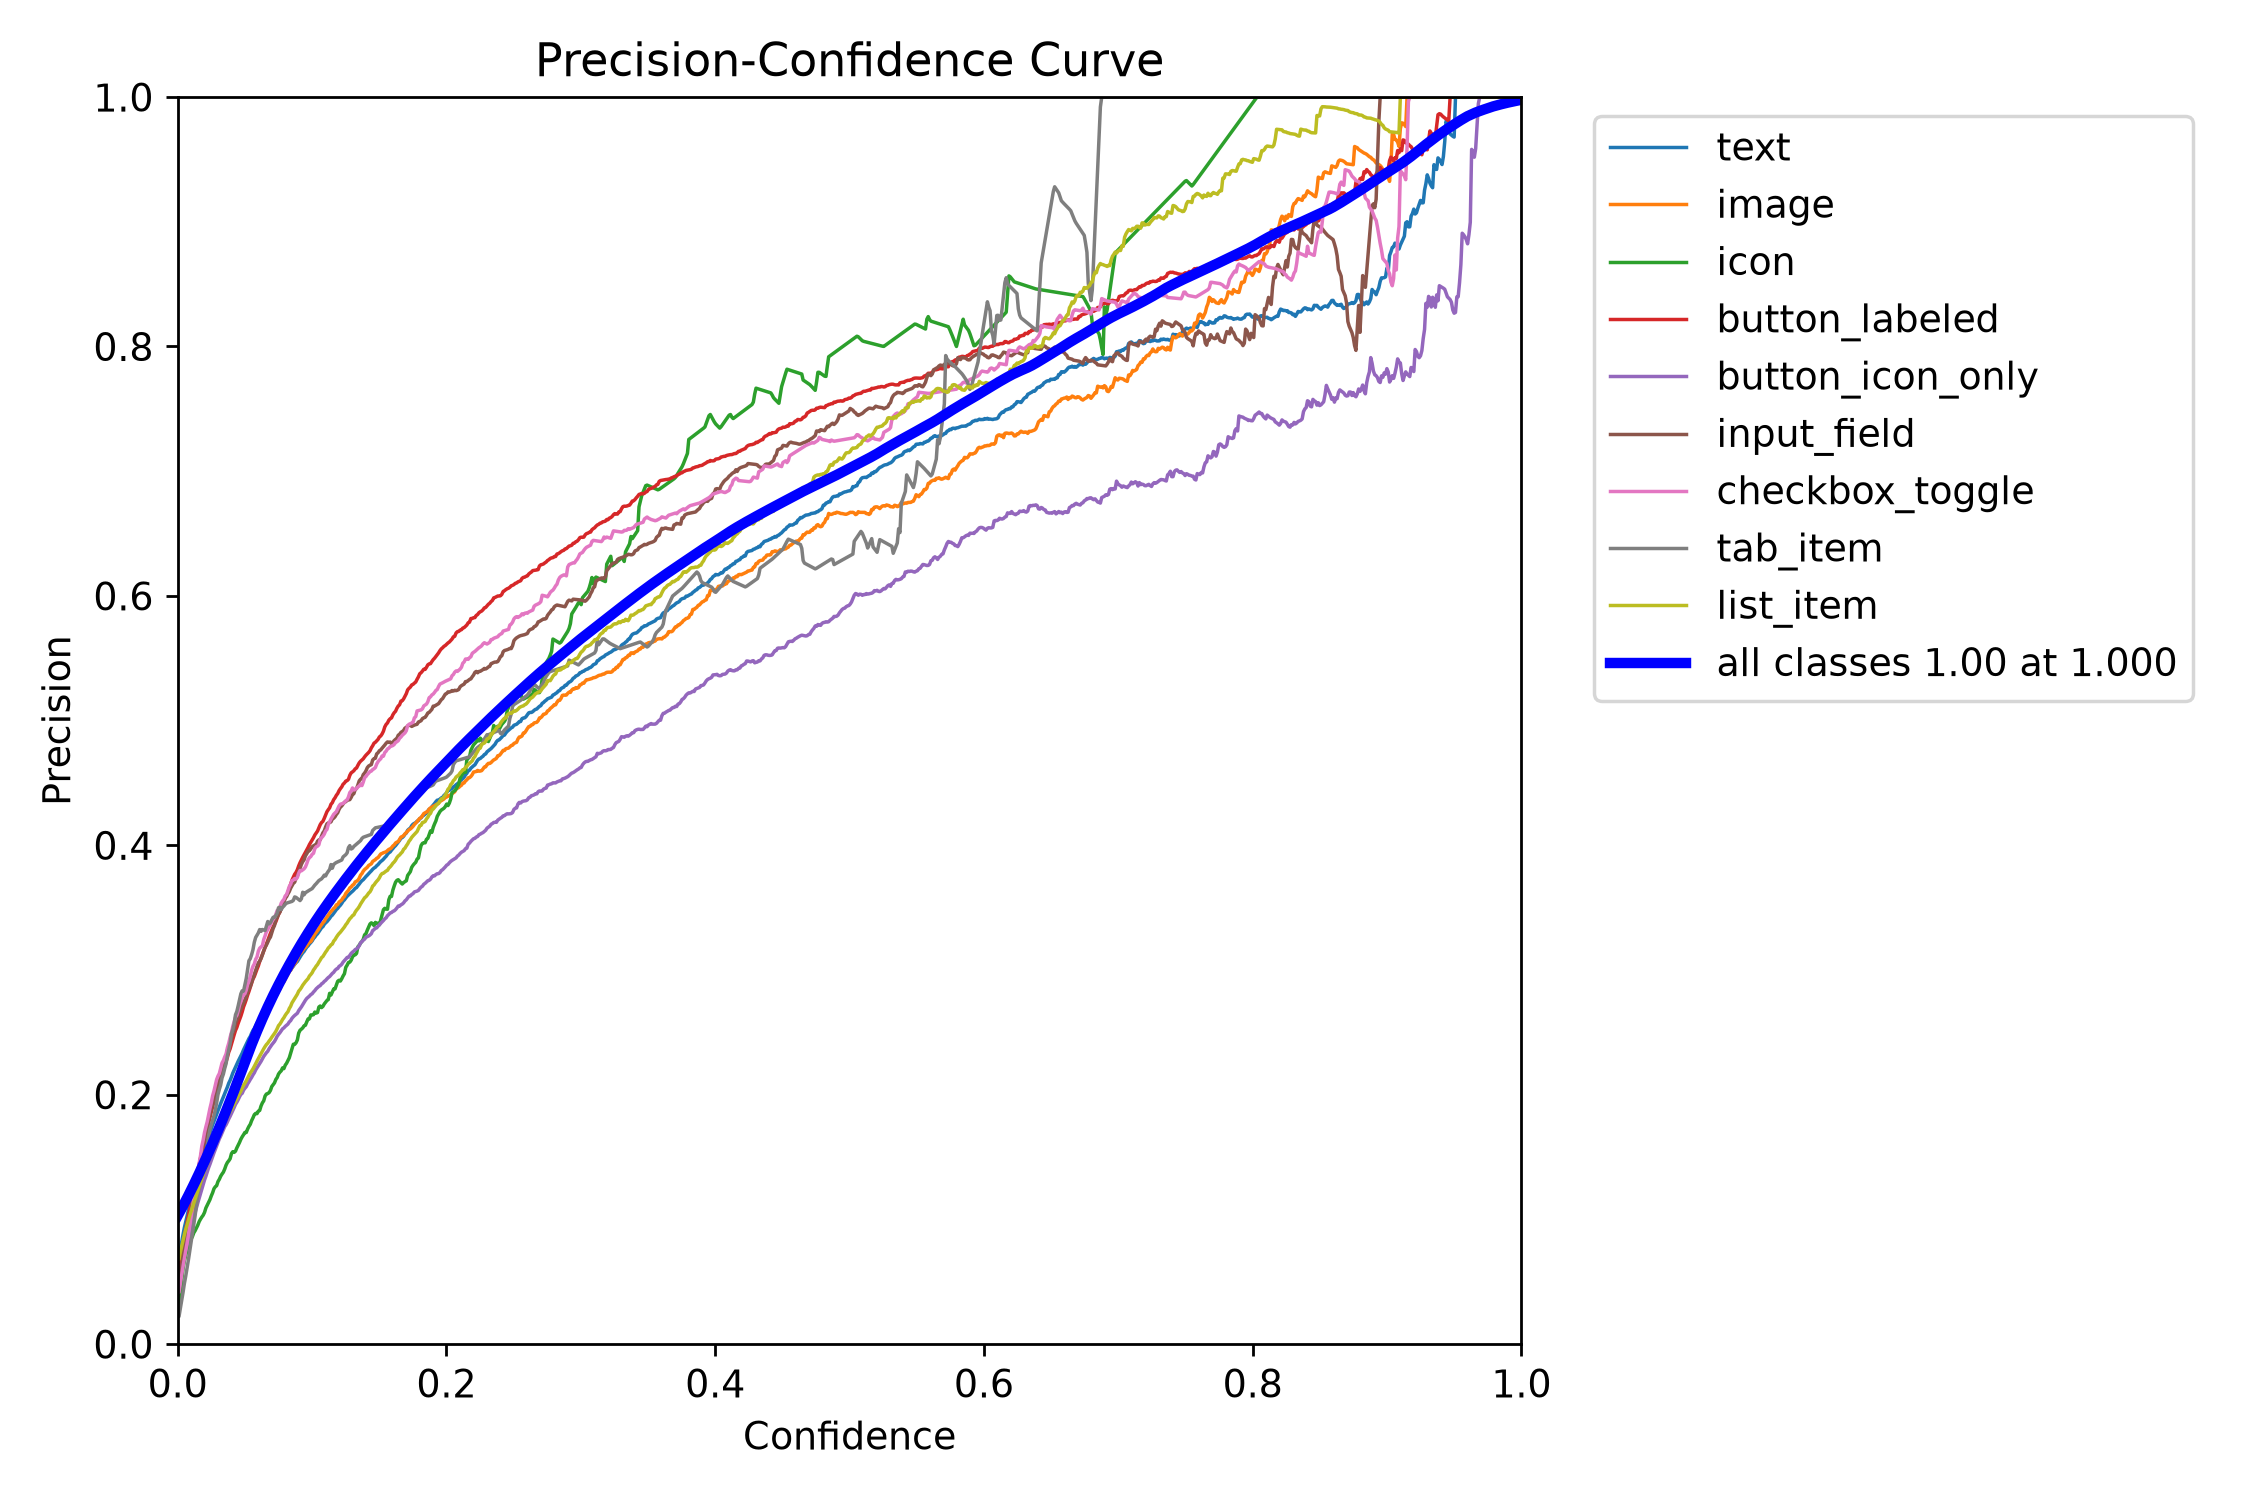 Precision-Confidence Curve
1.0
0.8
0.6
0.4
0.2
0.0
Precision
0.0 0.2 0.4 0.6 0.8 1.0
Confidence
text
image
icon
button_labeled
button_icon_only
input_field
checkbox_toggle
tab_item
list_item
all classes 1.00 at 1.000